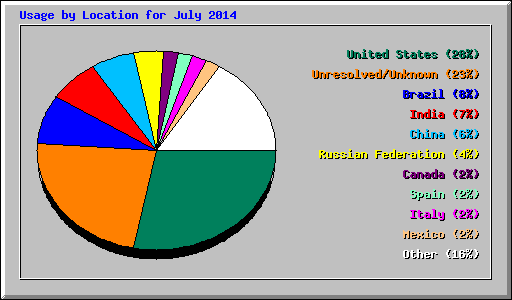 Usage by Location for July 2014
United States (28%)
Unresolved/Unknown (23%)
Brazil (8%)
India (7%)
China (6%)
Russian Federation (4%)
Canada (2%)
Spain (2%)
Italy (2%)
Mexico (2%)
Other (16%)